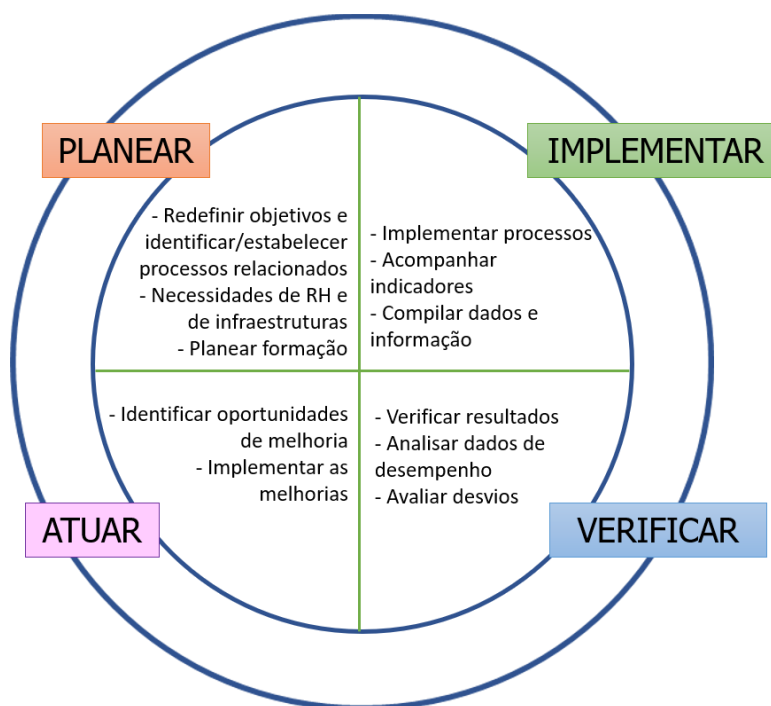 PLANEAR
- Redefinir objetivos e
identificar/estabelecer
processos relacionados
- Necessidades de RH e
de infraestruturas
- Planear formação
IMPLEMENTAR
- Implementar processos
- Acompanhar
indicadores
- Compilar dados e
informação
ATUAR
- Identificar oportunidades
de melhoria
- Implementar as
melhorias
VERIFICAR
- Verificar resultados
- Analisar dados de
desempenho
- Avaliar desvios